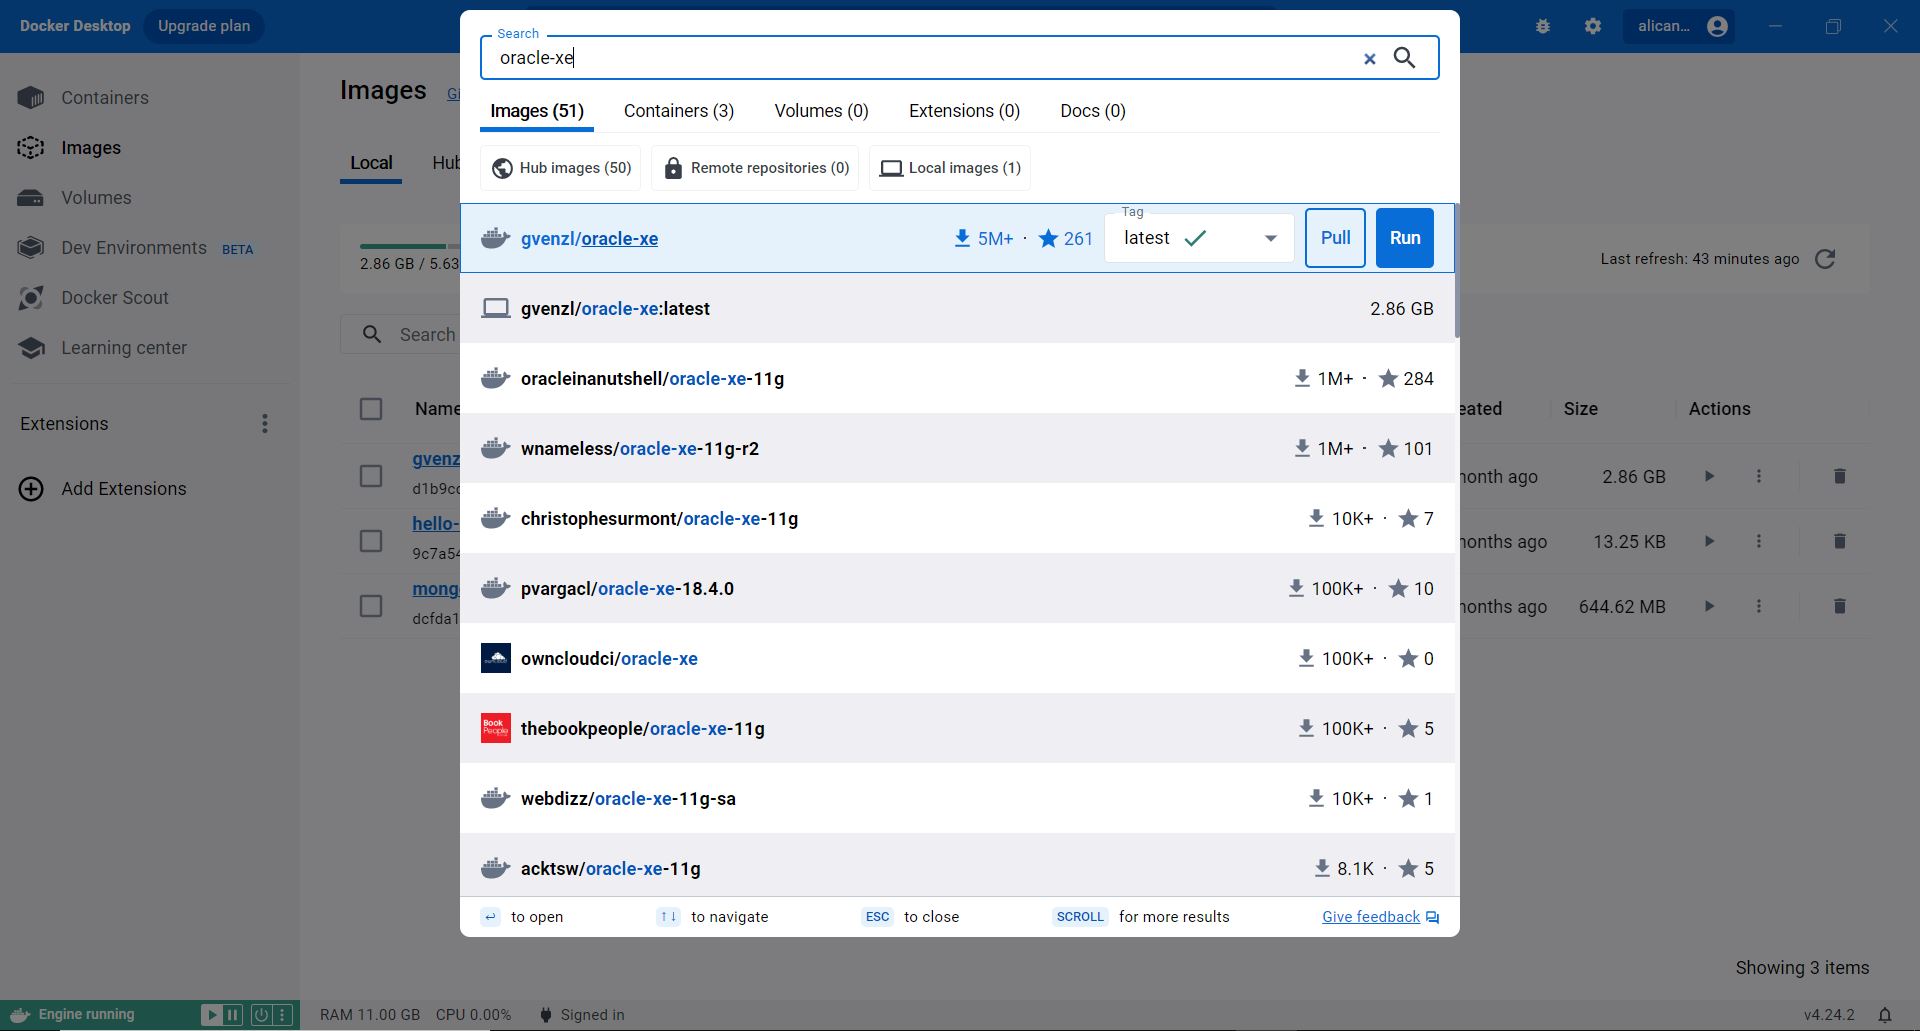 Docker Desktop
Upgrade plan
alican...
Search
oracle-xe
Images (51)
Containers (3)
Volumes (0)
Extensions (0)
Docs (0)
Hub images (50)
Remote repositories (0)
Local images (1)
gvenzl/oracle-xe
5M+ · 261
Tag
latest
Pull
Run
gvenzl/oracle-xe:latest
2.86 GB
oracleinanutshell/oracle-xe-11g
1M+ · 284
wnameless/oracle-xe-11g-r2
1M+ · 101
christophesurmont/oracle-xe-11g
10K+ · 7
pvargacl/oracle-xe-18.4.0
100K+ · 10
owncloudci/oracle-xe
100K+ · 0
Book
People
thebookpeople/oracle-xe-11g
100K+ · 5
webdizz/oracle-xe-11g-sa
10K+ · 1
acktsw/oracle-xe-11g
8.1K · 5
to open
↑↓ to navigate
ESC to close
SCROLL for more results
Give feedback
Containers
Images
Volumes
Dev Environments BETA
Docker Scout
Learning center
Extensions
Add Extensions
Images
Gi
Local
Hub
2.86 GB / 5.63
Last refresh: 43 minutes ago
Search
Name
eated
Size
Actions
gvenz
d1b9cc
onth ago
2.86 GB
hello-
9c7a54
onths ago
13.25 KB
mong
dcfda1
onths ago
644.62 MB
Showing 3 items
Engine running
RAM 11.00 GB
CPU 0.00%
Signed in
v4.24.2